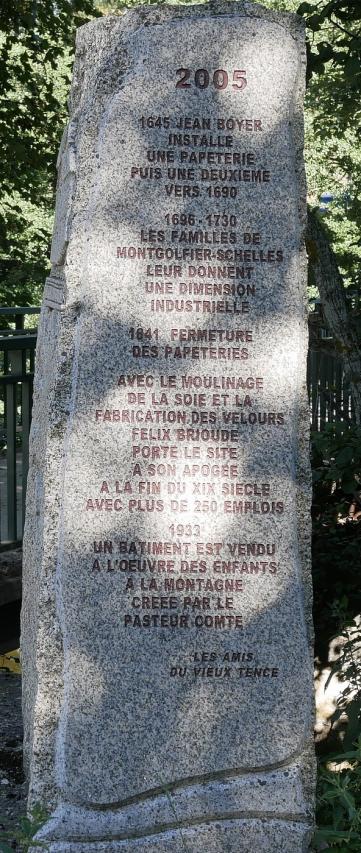 2005
1645 JEAN BOYER
INSTALLE
UNE PAPETERIE
PUIS UNE DEUXIEME
VERS 1690
1696-1730
LES FAMILLES DE
MONTGOLFIER-SCHELLES
LEUR DONNENT
UNE DIMENSION
INDUSTRIELLE
1841 FERMETURE
DES PAPETERIES
AVEC LE MOULINAGE
DE LA SOIE ET LA
FABRICATION DES VELOURS
FELIX BRIOUDE
PORTE LE SITE
A SON APOGEE
A LA FIN DU XIX SIECLE
AVEC PLUS DE 250 EMPLOIS
1933
UN BATIMENT EST VENDU
A L'OEUVRE DES ENFANTS
A LA MONTAGNE
CREEE PAR LE
PASTEUR COMTE
LES AMIS
DU VIEUX TENCE